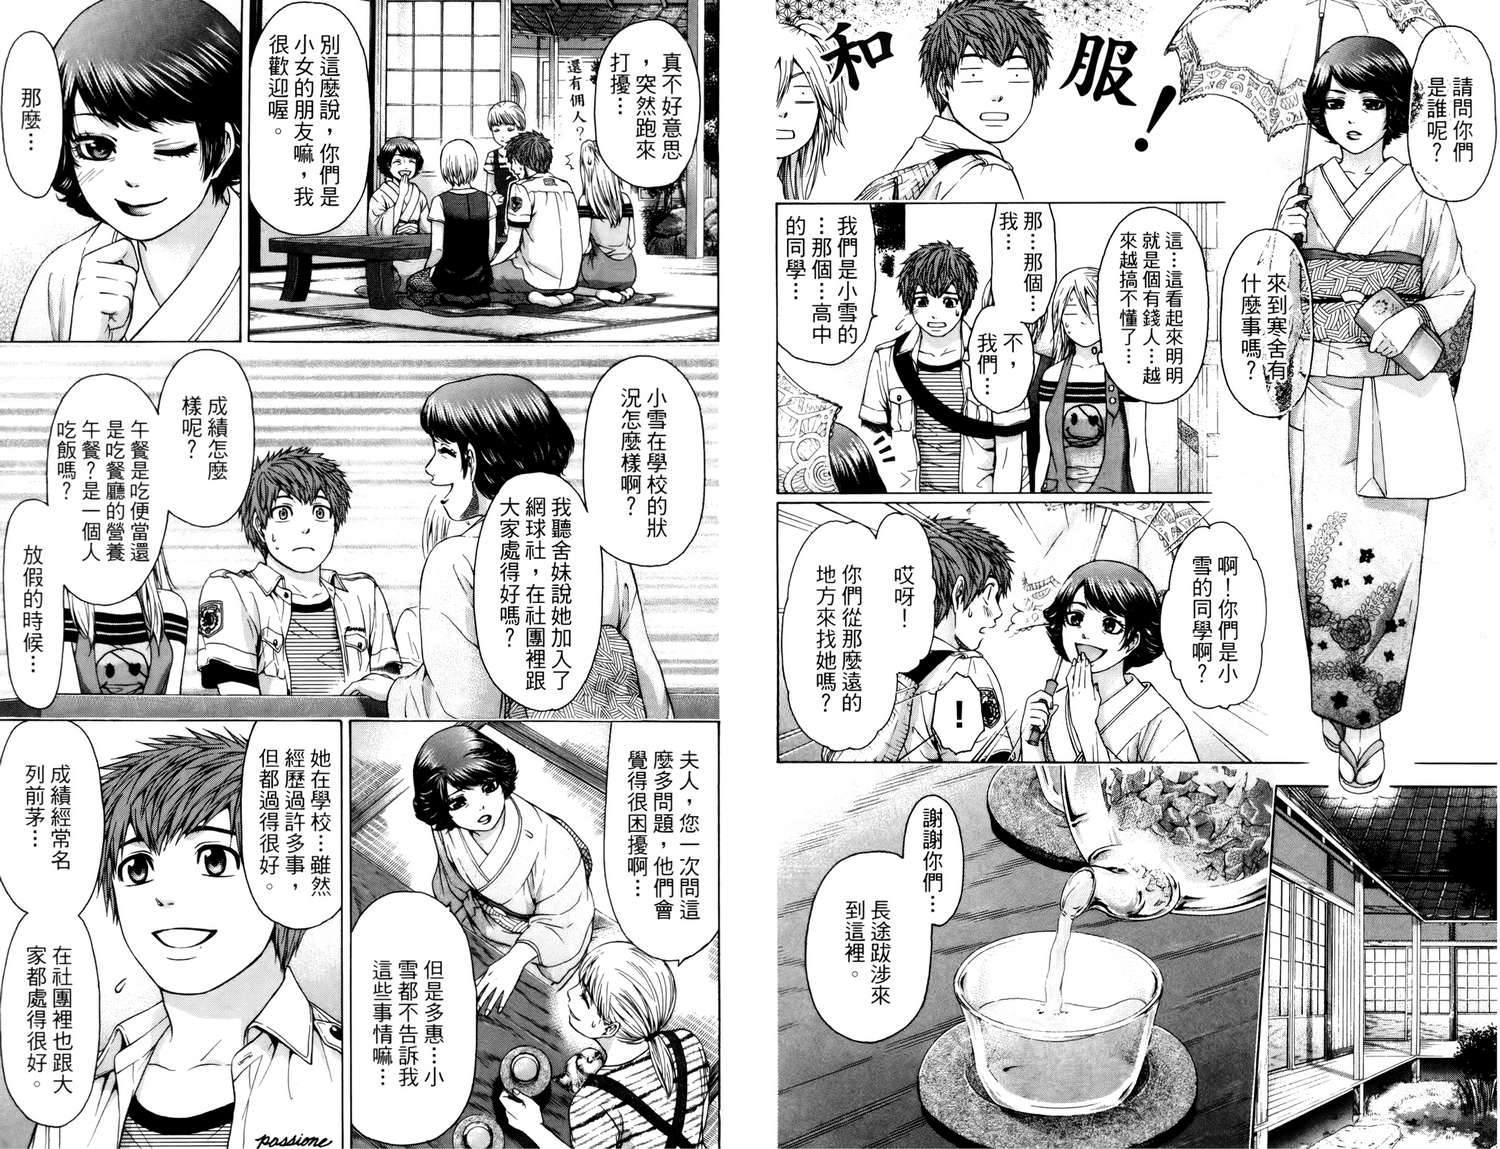 請問你們
是誰呢?
和服!
來到寒舍有
什麼事嗎?
這…這看起來明明
就是個有錢人…越
來越搞不懂了…
那…那個…
我…
不,
我們…
我們是小雪的
…那個…高中
的同學…
啊!你們是小
雪的同學啊?
哎呀!
你們從那麼遠的
地方來找她嗎?
!
謝謝你們…
長途跋涉來
到這裡。
真不好意思
,突然跑來
打擾…
還有佣人?
別這麼說,你們是
小女的朋友嘛,我
很歡迎喔。
那麼…
小雪在學校的狀
況怎麼樣啊?
我聽舍妹說她加入了
網球社,在社團裡跟
大家處得好嗎?
成績怎麼
樣呢?
午餐是吃便當還
是吃餐廳的營養
午餐?是一個人
吃飯嗎?
放假的時候…
夫人,您一次問這
麼多問題,他們會
覺得很困擾啊…
但是多惠…小
雪都不告訴我
這些事情嘛…
她在學校…雖然
經歷過許多事,
但都過得很好。
成績經常名
列前茅…
在社團裡也跟大
家都處得很好。
passione